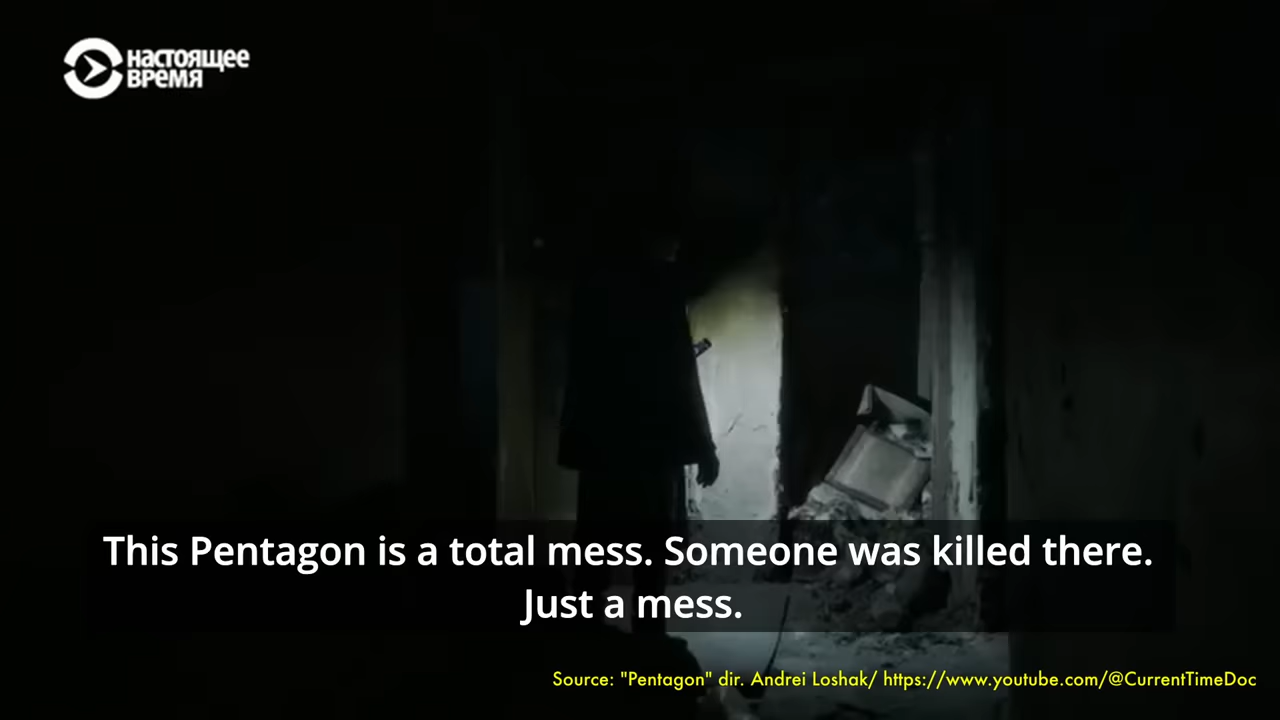 НАСТОЯЩЕЕ
ВРЕМЯ
This Pentagon is a total mess. Someone was killed there.
Just a mess.
Source: "Pentagon" dir. Andrei Loshak/ https://www.youtube.com/@CurrentTimeDoc